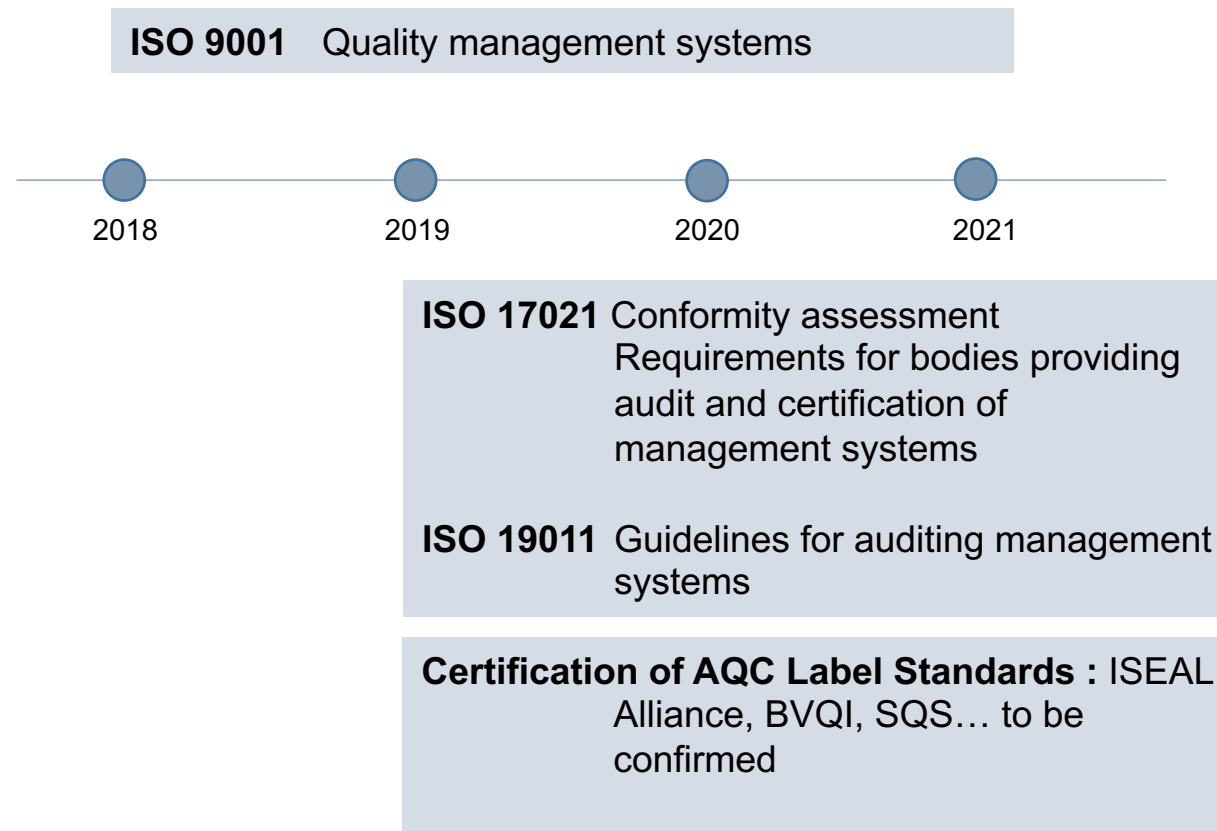 ISO 9001 Quality management systems
2018 2019 2020 2021
ISO 17021 Conformity assessment
Requirements for bodies providing
audit and certification of
management systems
ISO 19011 Guidelines for auditing management
systems
Certification of AQC Label Standards : ISEAL
Alliance, BVQI, SQS… to be
confirmed